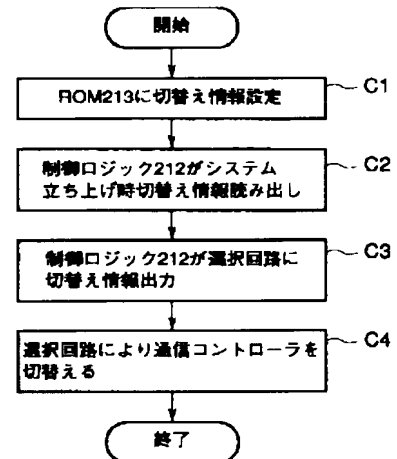 開始
ROM213に切替え情報設定
C1
制御ロジック212がシステム
立ち上げ時切替え情報読み出し
C2
制御ロジック212が選択回路に
切替え情報出力
C3
選択回路により通信コントローラを
切替える
C4
終了